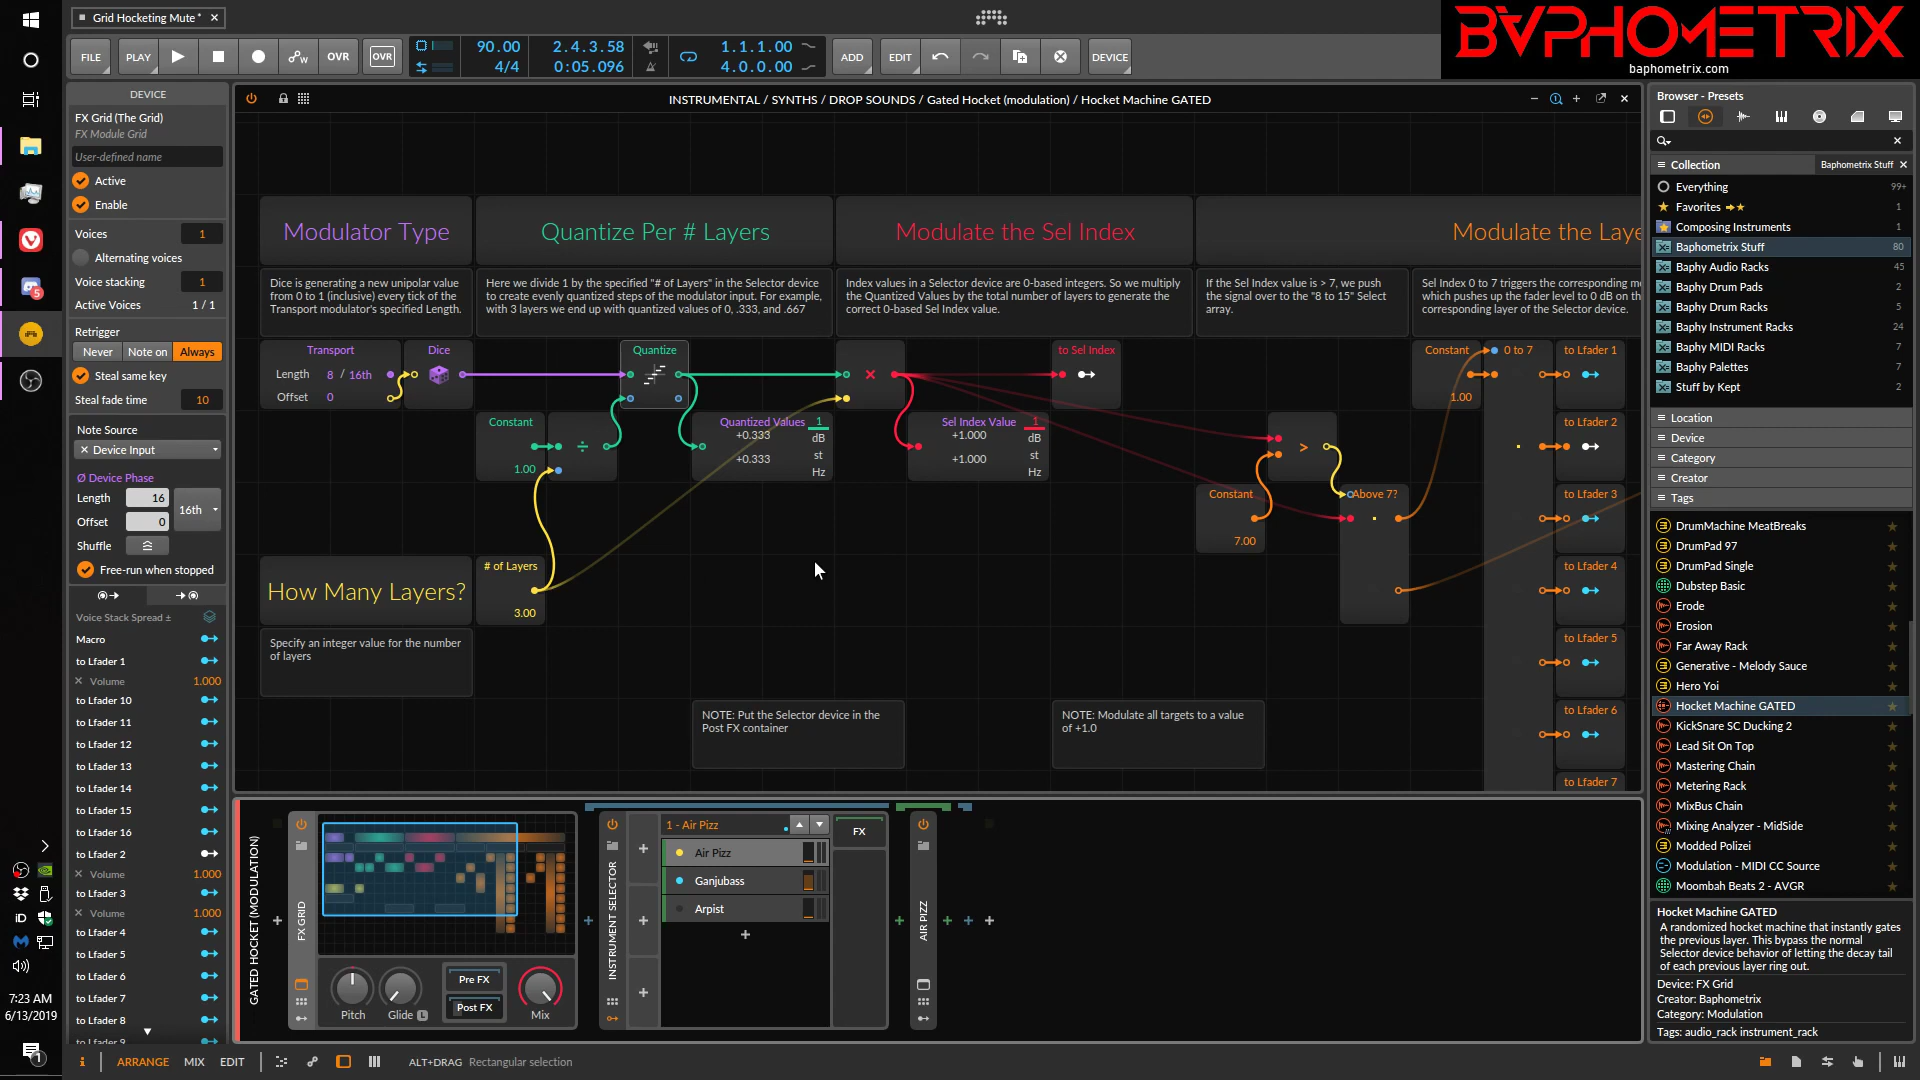 Grid Hocketing Mute*
BVPHOMETRIX
baphometrix.com
FILE
PLAY
OVR
OVR
90.00
4/4
2.4.3.58
0:05.096
1.1.1.00
4.0.0.00
ADD
EDIT
DEVICE
DEVICE
FX Grid (The Grid)
FX Module Grid
User-defined name
Active
Enable
Voices 1
Alternating voices
Voice stacking 1
Active Voices 1 / 1
Retrigger
Never Note on Always
Steal same key
Steal fade time 10
Note Source
Device Input
Ø Device Phase
Length 16
16th
Offset 0
Shuffle
Free-run when stopped
Voice Stack Spread ±
Macro
to Lfader 1
Volume 1.000
to Lfader 10
to Lfader 11
to Lfader 12
to Lfader 13
to Lfader 14
to Lfader 15
to Lfader 16
to Lfader 2
Volume 1.000
to Lfader 3
Volume 1.000
to Lfader 4
to Lfader 5
to Lfader 6
to Lfader 7
to Lfader 8
to Lfader 9
INSTRUMENTAL / SYNTHS / DROP SOUNDS / Gated Hocket (modulation) / Hocket Machine GATED
Modulator Type
Dice is generating a new unipolar value
from 0 to 1 (inclusive) every tick of the
Transport modulator's specified Length.
Quantize Per # Layers
Here we divide 1 by the specified "# of Layers" in the Selector device
to create evenly quantized steps of the modulator input. For example,
with 3 layers we end up with quantized values of 0, .333, and .667
Modulate the Sel Index
Index values in a Selector device are 0-based integers. So we multiply
the Quantized Values by the total number of layers to generate the
correct 0-based Sel Index value.
Modulate the Laye
If the Sel Index value is > 7, we push
the signal over to the "8 to 15" Select
array.
Sel Index 0 to 7 triggers the corresponding m
which pushes up the fader level to 0 dB on th
corresponding layer of the Selector device.
Transport
Length 8 / 16th
Offset 0
Dice
Quantize
to Sel Index
Constant
1.00
÷
Quantized Values 1
+0.333 dB
+0.333 st
Hz
Sel Index Value 1
+1.000 dB
+1.000 st
Hz
>
Constant
7.00
Above 7?
Constant
1.00
0 to 7
to Lfader 1
to Lfader 2
to Lfader 3
to Lfader 4
to Lfader 5
to Lfader 6
to Lfader 7
How Many Layers?
# of Layers
3.00
Specify an integer value for the number
of layers
NOTE: Put the Selector device in the
Post FX container
NOTE: Modulate all targets to a value
of +1.0
GATED HOCKET (MODULATION)
FX GRID
Pitch
Glide L
Pre FX
Post FX
Mix
INSTRUMENT SELECTOR
1 - Air Pizz
Air Pizz
Ganjubass
Arpist
FX
AIR PIZZ
Browser - Presets
Collection
Baphometrix Stuff
Everything 99+
Favorites 1
Composing Instruments 1
Baphometrix Stuff 80
Baphy Audio Racks 45
Baphy Drum Pads 2
Baphy Drum Racks 5
Baphy Instrument Racks 24
Baphy MIDI Racks 7
Baphy Palettes 7
Stuff by Kept 2
Location
Device
Category
Creator
Tags
DrumMachine MeatBreaks
DrumPad 97
DrumPad Single
Dubstep Basic
Erode
Erosion
Far Away Rack
Generative - Melody Sauce
Hero Yoi
Hocket Machine GATED
KickSnare SC Ducking 2
Lead Sit On Top
Mastering Chain
Metering Rack
MixBus Chain
Mixing Analyzer - MidSide
Modded Polizei
Modulation - MIDI CC Source
Moombah Beats 2 - AVGR
Hocket Machine GATED
A randomized hocket machine that instantly gates
the previous layer. This bypass the normal
Selector device behavior of letting the decay tail
of each previous layer ring out.
Device: FX Grid
Creator: Baphometrix
Category: Modulation
Tags: audio_rack instrument_rack
5
iD
7:23 AM
6/13/2019
1
i
ARRANGE
MIX
EDIT
ALT+DRAG Rectangular selection